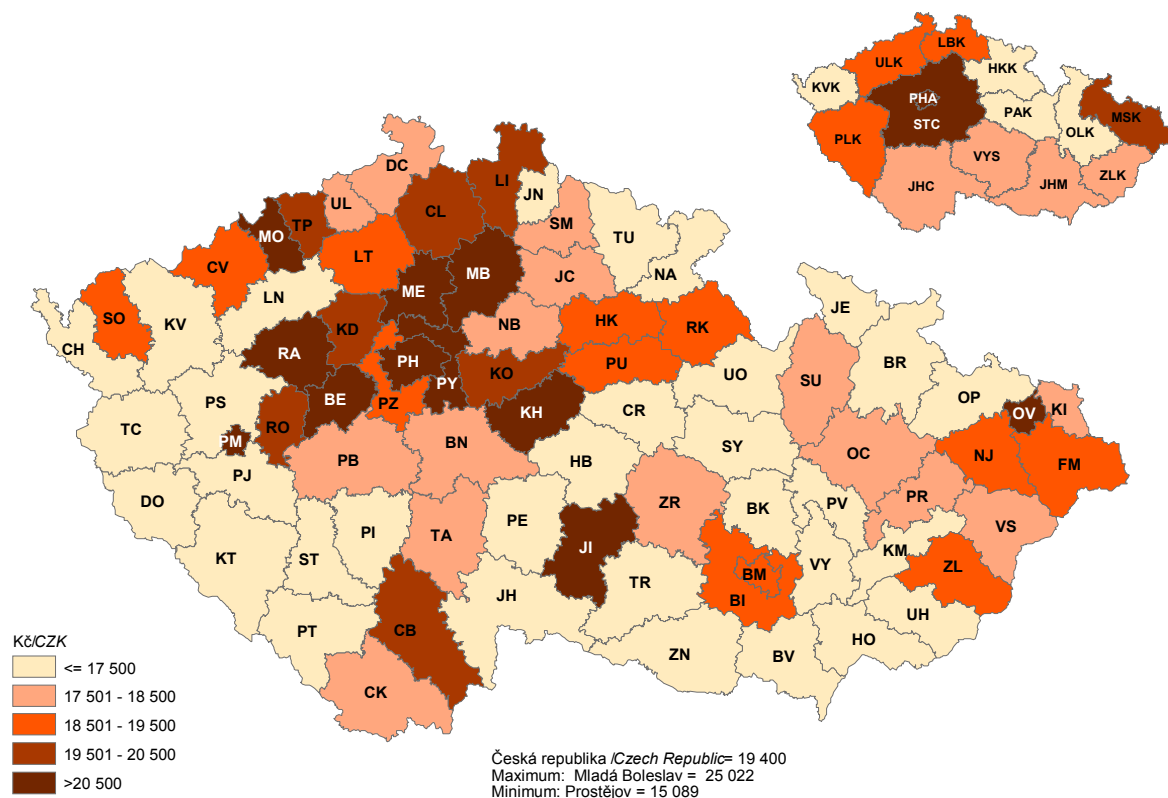 LBK
ULK
HKK
KVK
PHA
PAK
MSK
STC
OLK
PLK
VYS
ZLK
JHC
JHM
DC
LI
JN
UL
CL
SM
TP
MO
TU
LT
CV
MB
JC
NA
ME
LN
JE
SO
KV
KD
NB
HK
RK
CH
RA
PH
BR
PU
KO
PY
UO
SU
BE
PZ
OP
PS
KH
CR
OV
KI
TC
RO
PM
BN
SY
OC
NJ
FM
PB
HB
PJ
DO
PR
ZR
BK
PV
VS
PE
PI
TA
KM
JI
KT
ST
ZL
BM
VY
TR
BI
JH
UH
PT
CB
HO
ZN
BV
CK
Kč/CZK
<= 17 500
17 501 - 18 500
18 501 - 19 500
19 501 - 20 500
>20 500
Česká republika /Czech Republic= 19 400
Maximum: Mladá Boleslav = 25 022
Minimum: Prostějov = 15 089